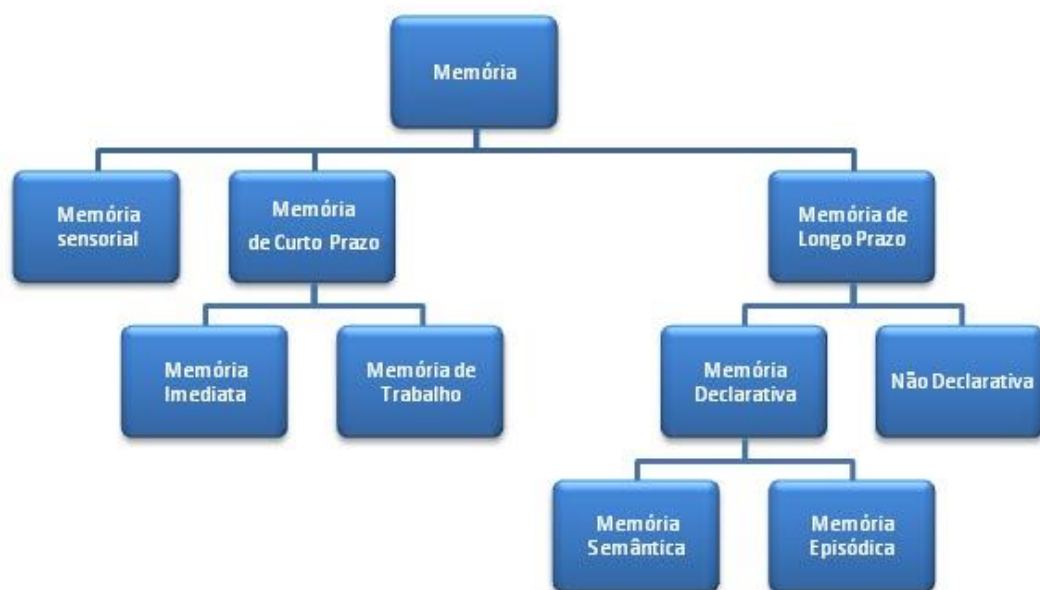 Memória
Memória
sensorial
Memória
de Curto Prazo
Memória de
Longo Prazo
Memória
Imediata
Memória de
Trabalho
Memória
Declarativa
Não Declarativa
Memória
Semântica
Memória
Episódica